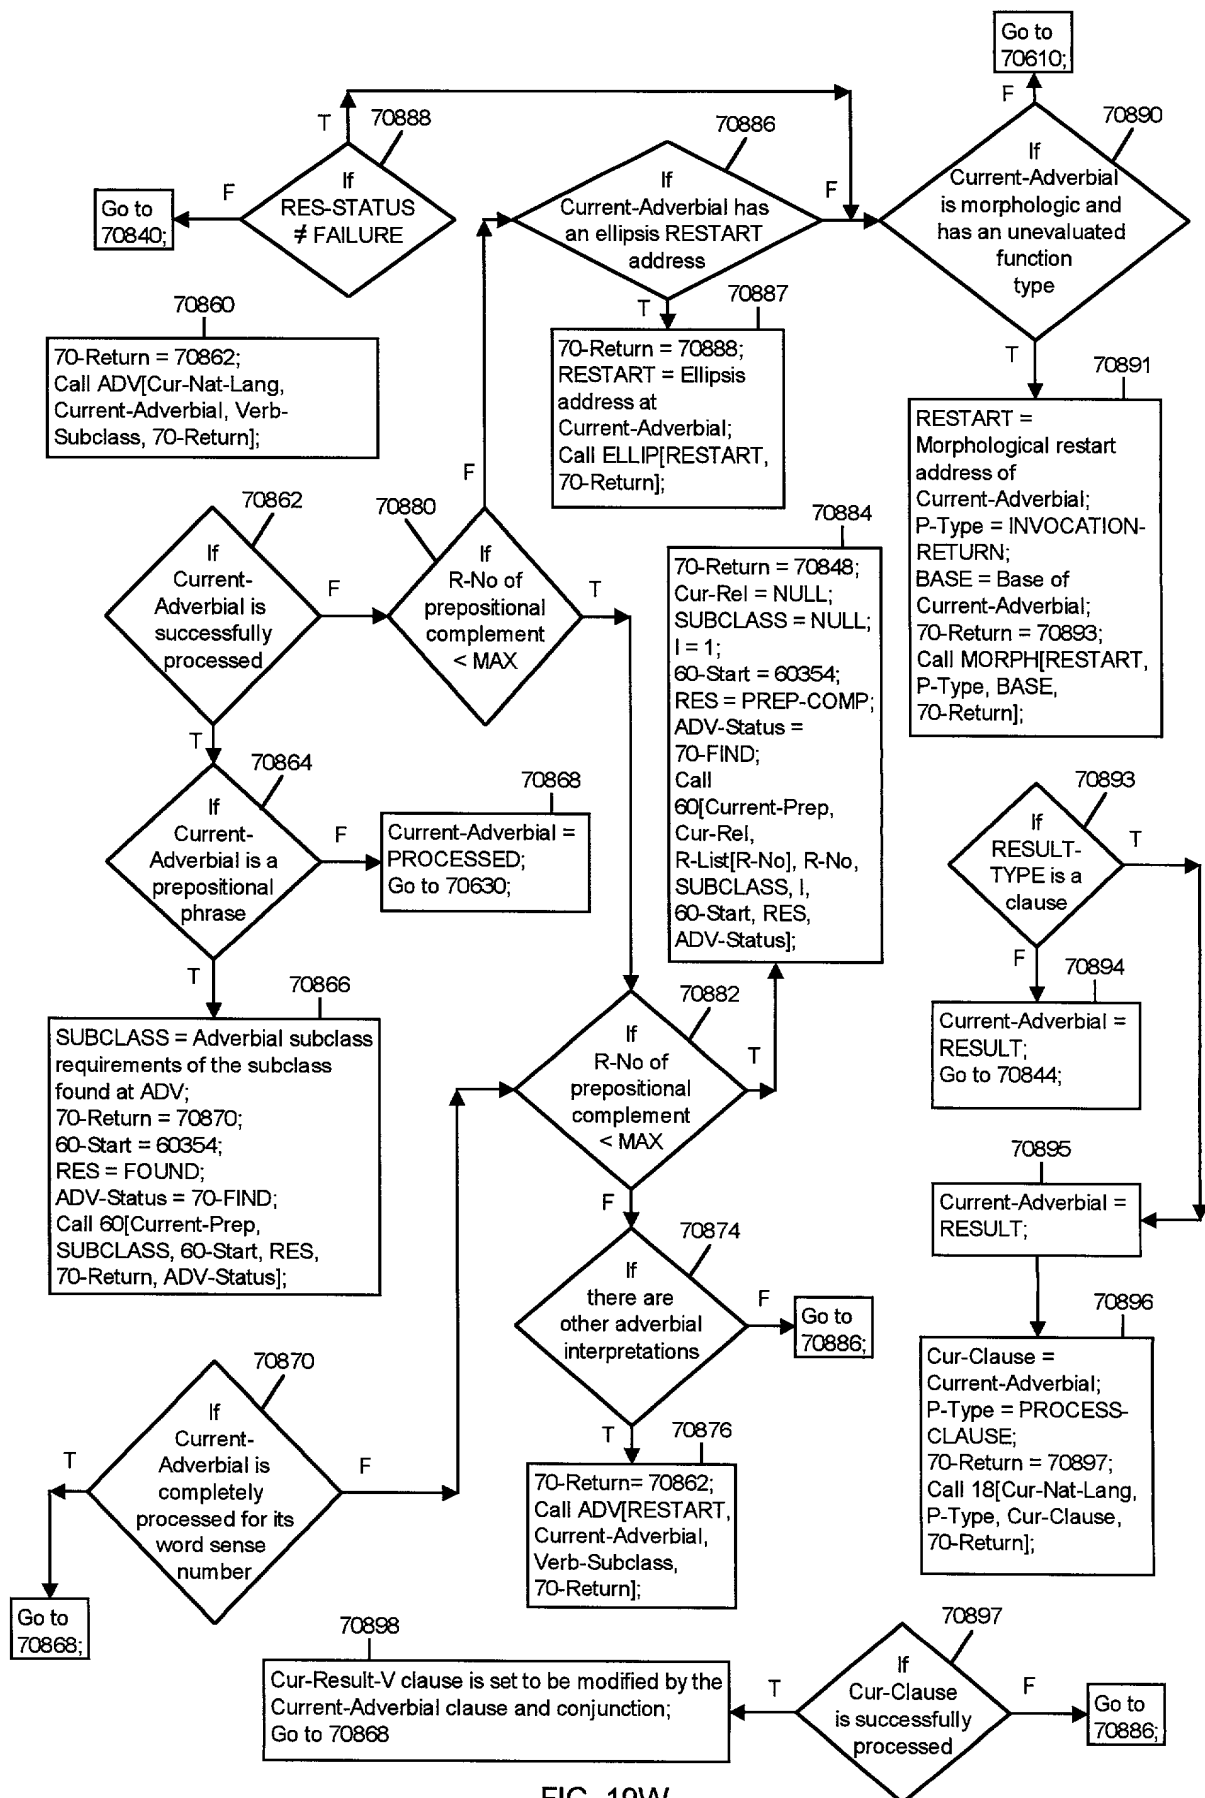 Go to
70610;
F
70888
T
If
RES-STATUS
≠ FAILURE
F
Go to
70840;
70886
If
Current-Adverbial has
an ellipsis RESTART
address
F
T
70890
If
Current-Adverbial
is morphologic and
has an unevaluated
function
type
T
70860
70-Return = 70862;
Call ADV[Cur-Nat-Lang,
Current-Adverbial, Verb-
Subclass, 70-Return];
70887
70-Return = 70888;
RESTART = Ellipsis
address at
Current-Adverbial;
Call ELLIP[RESTART,
70-Return];
70891
RESTART =
Morphological restart
address of
Current-Adverbial;
P-Type = INVOCATION-
RETURN;
BASE = Base of
Current-Adverbial;
70-Return = 70893;
Call MORPH[RESTART,
P-Type, BASE,
70-Return];
70862
If
Current-
Adverbial is
successfully
processed
F
T
70880
F
If
R-No of
prepositional
complement
< MAX
T
70884
70-Return = 70848;
Cur-Rel = NULL;
SUBCLASS = NULL;
I = 1;
60-Start = 60354;
RES = PREP-COMP;
ADV-Status =
70-FIND;
Call
60[Current-Prep,
Cur-Rel,
R-List[R-No], R-No,
SUBCLASS, I,
60-Start, RES,
ADV-Status];
70864
If
Current-
Adverbial is a
prepositional
phrase
F
T
70868
Current-Adverbial =
PROCESSED;
Go to 70630;
70893
If
RESULT-
TYPE is a
clause
T
F
70894
Current-Adverbial =
RESULT;
Go to 70844;
70866
SUBCLASS = Adverbial subclass
requirements of the subclass
found at ADV;
70-Return = 70870;
60-Start = 60354;
RES = FOUND;
ADV-Status = 70-FIND;
Call 60[Current-Prep,
SUBCLASS, 60-Start, RES,
70-Return, ADV-Status];
70882
If
R-No of
prepositional
complement
< MAX
T
F
70895
Current-Adverbial =
RESULT;
70874
If
there are
other adverbial
interpretations
F
Go to
70886;
T
70896
Cur-Clause =
Current-Adverbial;
P-Type = PROCESS-
CLAUSE;
70-Return = 70897;
Call 18[Cur-Nat-Lang,
P-Type, Cur-Clause,
70-Return];
70870
If
Current-
Adverbial is
completely
processed for its
word sense
number
T
F
Go to
70868;
70876
70-Return= 70862;
Call ADV[RESTART,
Current-Adverbial,
Verb-Subclass,
70-Return];
70898
Cur-Result-V clause is set to be modified by the
Current-Adverbial clause and conjunction;
Go to 70868
70897
If
Cur-Clause
is successfully
processed
T
F
Go to
70886;
FIG. 19W